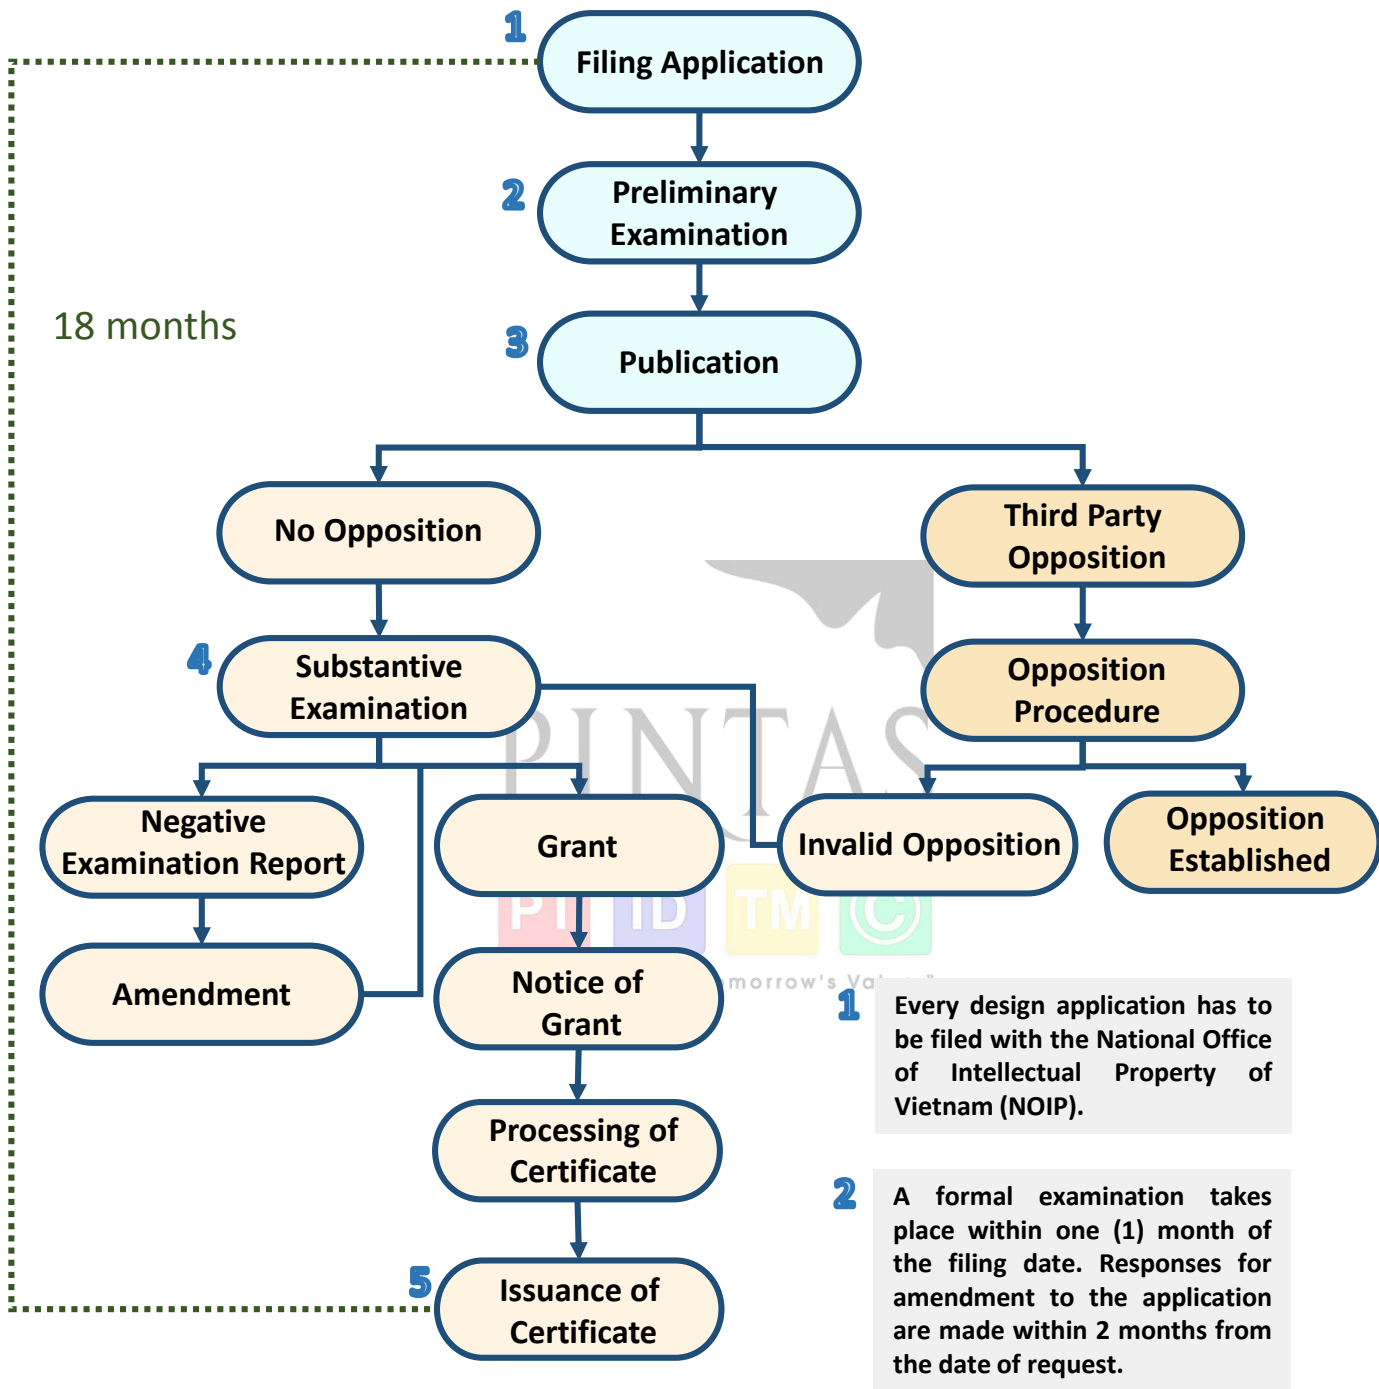 1
Filing Application
2
Preliminary
Examination
18 months
3
Publication
No Opposition
Third Party
Opposition
4
Substantive
Examination
Opposition
Procedure
PINTAS
Negative
Examination Report
Grant
Invalid Opposition
Opposition
Established
PT ID TM ©
Amendment
Notice of
Grant
1
Every design application has to
be filed with the National Office
of Intellectual Property of
Vietnam (NOIP).
Processing of
Certificate
2
A formal examination takes
place within one (1) month of
the filing date. Responses for
amendment to the application
are made within 2 months from
the date of request.
5
Issuance of
Certificate